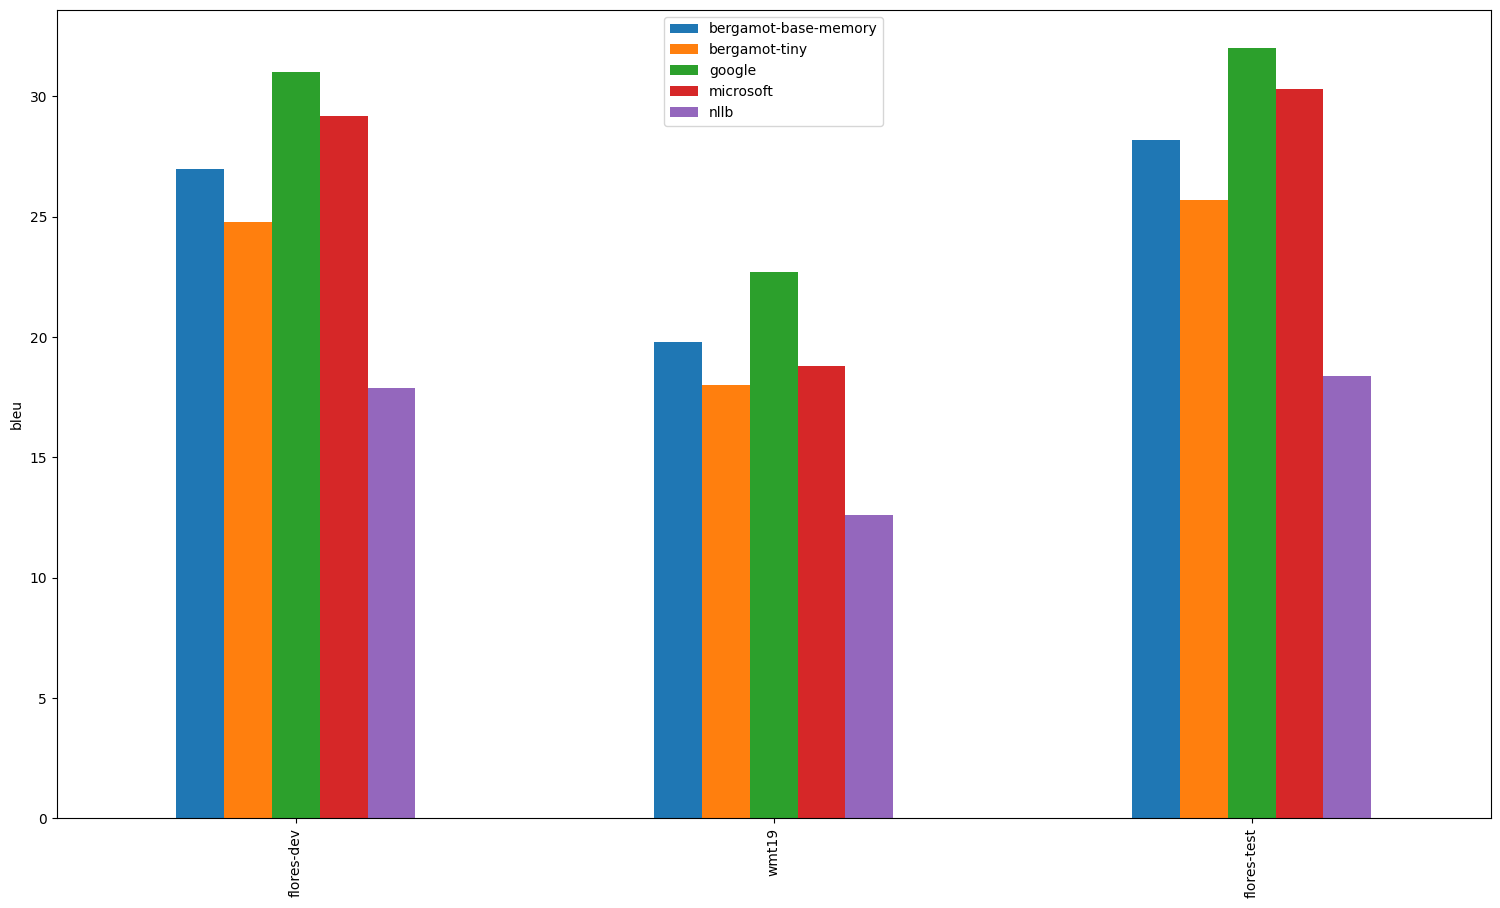 bergamot-base-memory
bergamot-tiny
google
microsoft
nllb
30
25
20
15
10
5
0
bleu
flores-dev
wmt19
flores-test